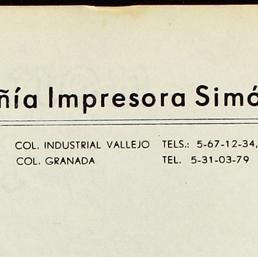 ñía Impresora Simó
COL. INDUSTRIAL VALLEJO TELS.: 5-67-12-34,
COL. GRANADA TEL. 5-31-03-79